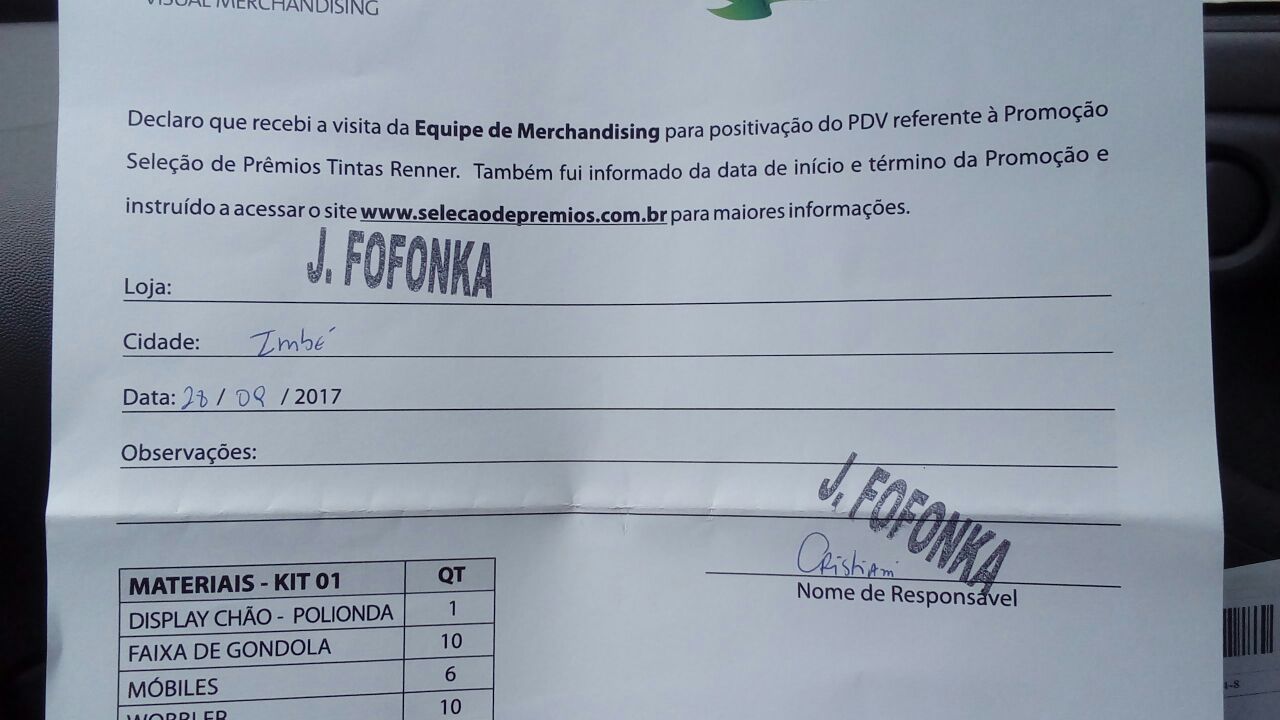 VISUAL MERCHANDISING
Declaro que recebi a visita da Equipe de Merchandising para positivação do PDV referente à Promoção
Seleção de Prêmios Tintas Renner. Também fui informado da data de início e término da Promoção e
instruído a acessar o site www.selecaodepremios.com.br para maiores informações.
J. FOFONKA
Loja:
Cidade: Imbé
Data: 28 / 09 / 2017
Observações:
J. FOFONKA
Cristiani
Nome de Responsável
MATERIAIS - KIT 01 QT
DISPLAY CHÃO - POLIONDA 1
FAIXA DE GONDOLA 10
MÓBILES 6
WOBBLER 10